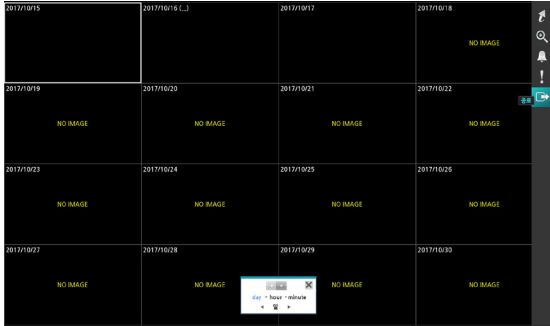 2017/10/15 2017/10/16 (...) 2017/10/17 2017/10/18
NO IMAGE
2017/10/19 2017/10/20 2017/10/21 2017/10/22
종료
NO IMAGE NO IMAGE NO IMAGE NO IMAGE
2017/10/23 2017/10/24 2017/10/25 2017/10/26
NO IMAGE NO IMAGE NO IMAGE NO IMAGE
2017/10/27 2017/10/28 2017/10/29 2017/10/30
NO IMAGE NO IMAGE NO IMAGE NO IMAGE
day • hour • minute
일